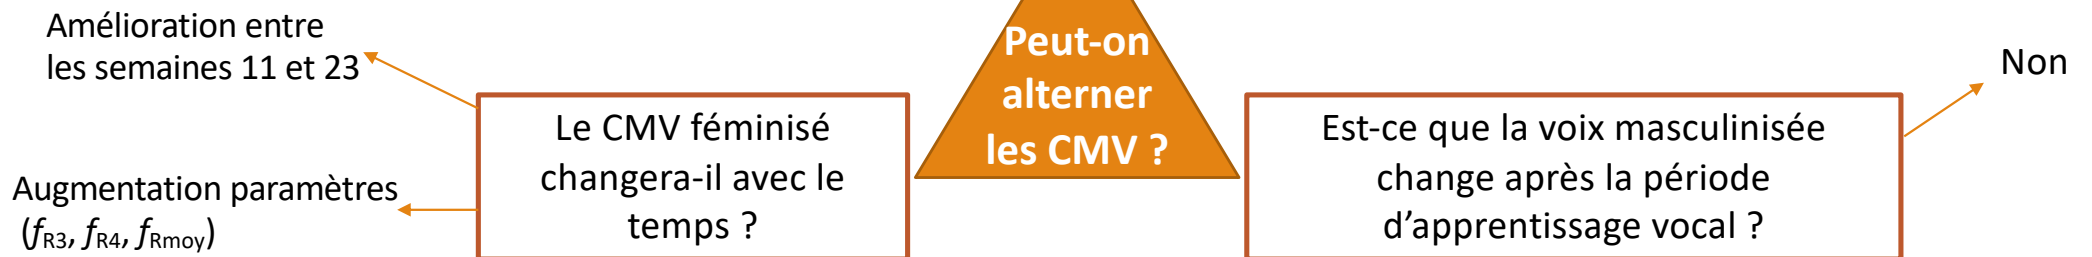 Amélioration entre
les semaines 11 et 23
Augmentation paramètres
(fR3, fR4, fRmoy)
Le CMV féminisé
changera-il avec le
temps ?
Peut-on
alterner
les CMV ?
Est-ce que la voix masculinisée
change après la période
d'apprentissage vocal ?
Non